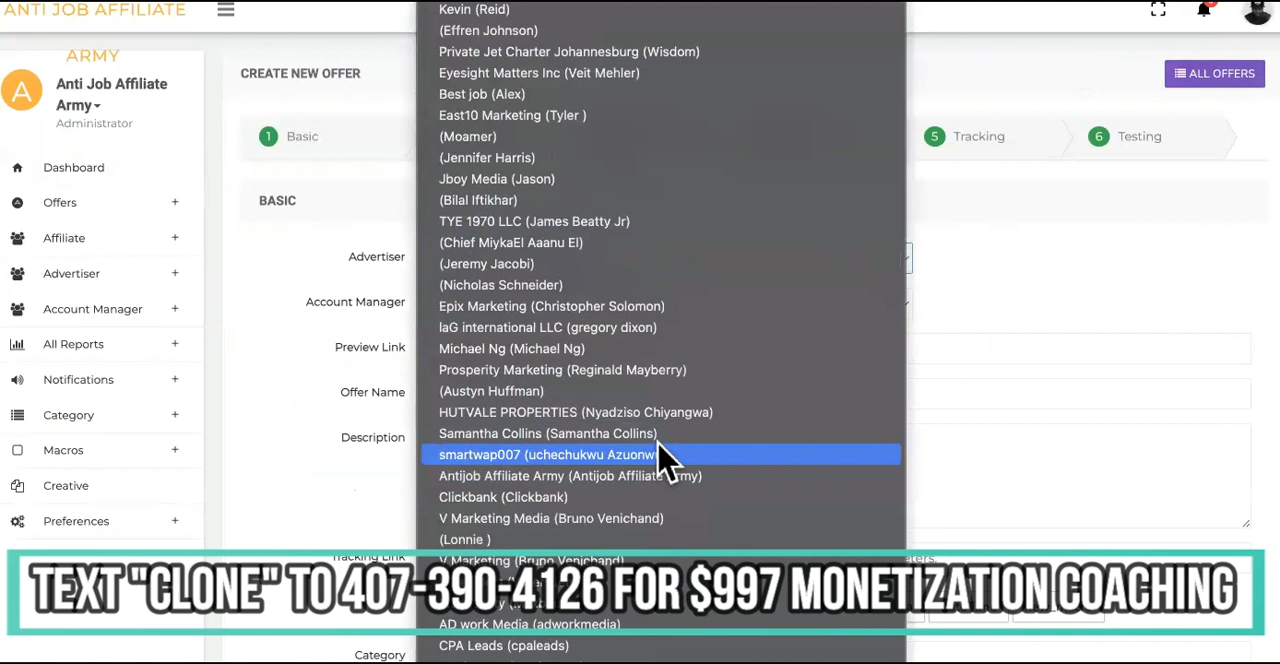 ANTI JOB AFFILIATE
ARMY
A
Anti Job Affiliate
Army
Administrator
Dashboard
Offers +
Affiliate +
Advertiser +
Account Manager +
All Reports +
Notifications +
Category +
Macros +
Creative
Preferences +
CREATE NEW OFFER
ALL OFFERS
1 Basic
5 Tracking
6 Testing
BASIC
Advertiser
Account Manager
Preview Link
Offer Name
Description
Tracking Link
Category
Kevin (Reid)
(Effren Johnson)
Private Jet Charter Johannesburg (Wisdom)
Eyesight Matters Inc (Veit Mehler)
Best job (Alex)
East10 Marketing (Tyler )
(Moamer)
(Jennifer Harris)
Jboy Media (Jason)
(Bilal Iftikhar)
TYE 1970 LLC (James Beatty Jr)
(Chief MiykaEl Aaanu El)
(Jeremy Jacobi)
(Nicholas Schneider)
Epix Marketing (Christopher Solomon)
IaG international LLC (gregory dixon)
Michael Ng (Michael Ng)
Prosperity Marketing (Reginald Mayberry)
(Austyn Huffman)
HUTVALE PROPERTIES (Nyadziso Chiyangwa)
Samantha Collins (Samantha Collins)
smartwap007 (uchechukwu
Antijob Affiliate Army (Antijob Affiliate
Clickbank (Clickbank)
V Marketing Media (Bruno Venichand)
(Lonnie )
V Marketing (Bruno Venichand)
AD work Media (adworkmedia)
CPA Leads (cpaleads)
TEXT "CLONE" TO 407-390-4126 FOR $997 MONETIZATION COACHING